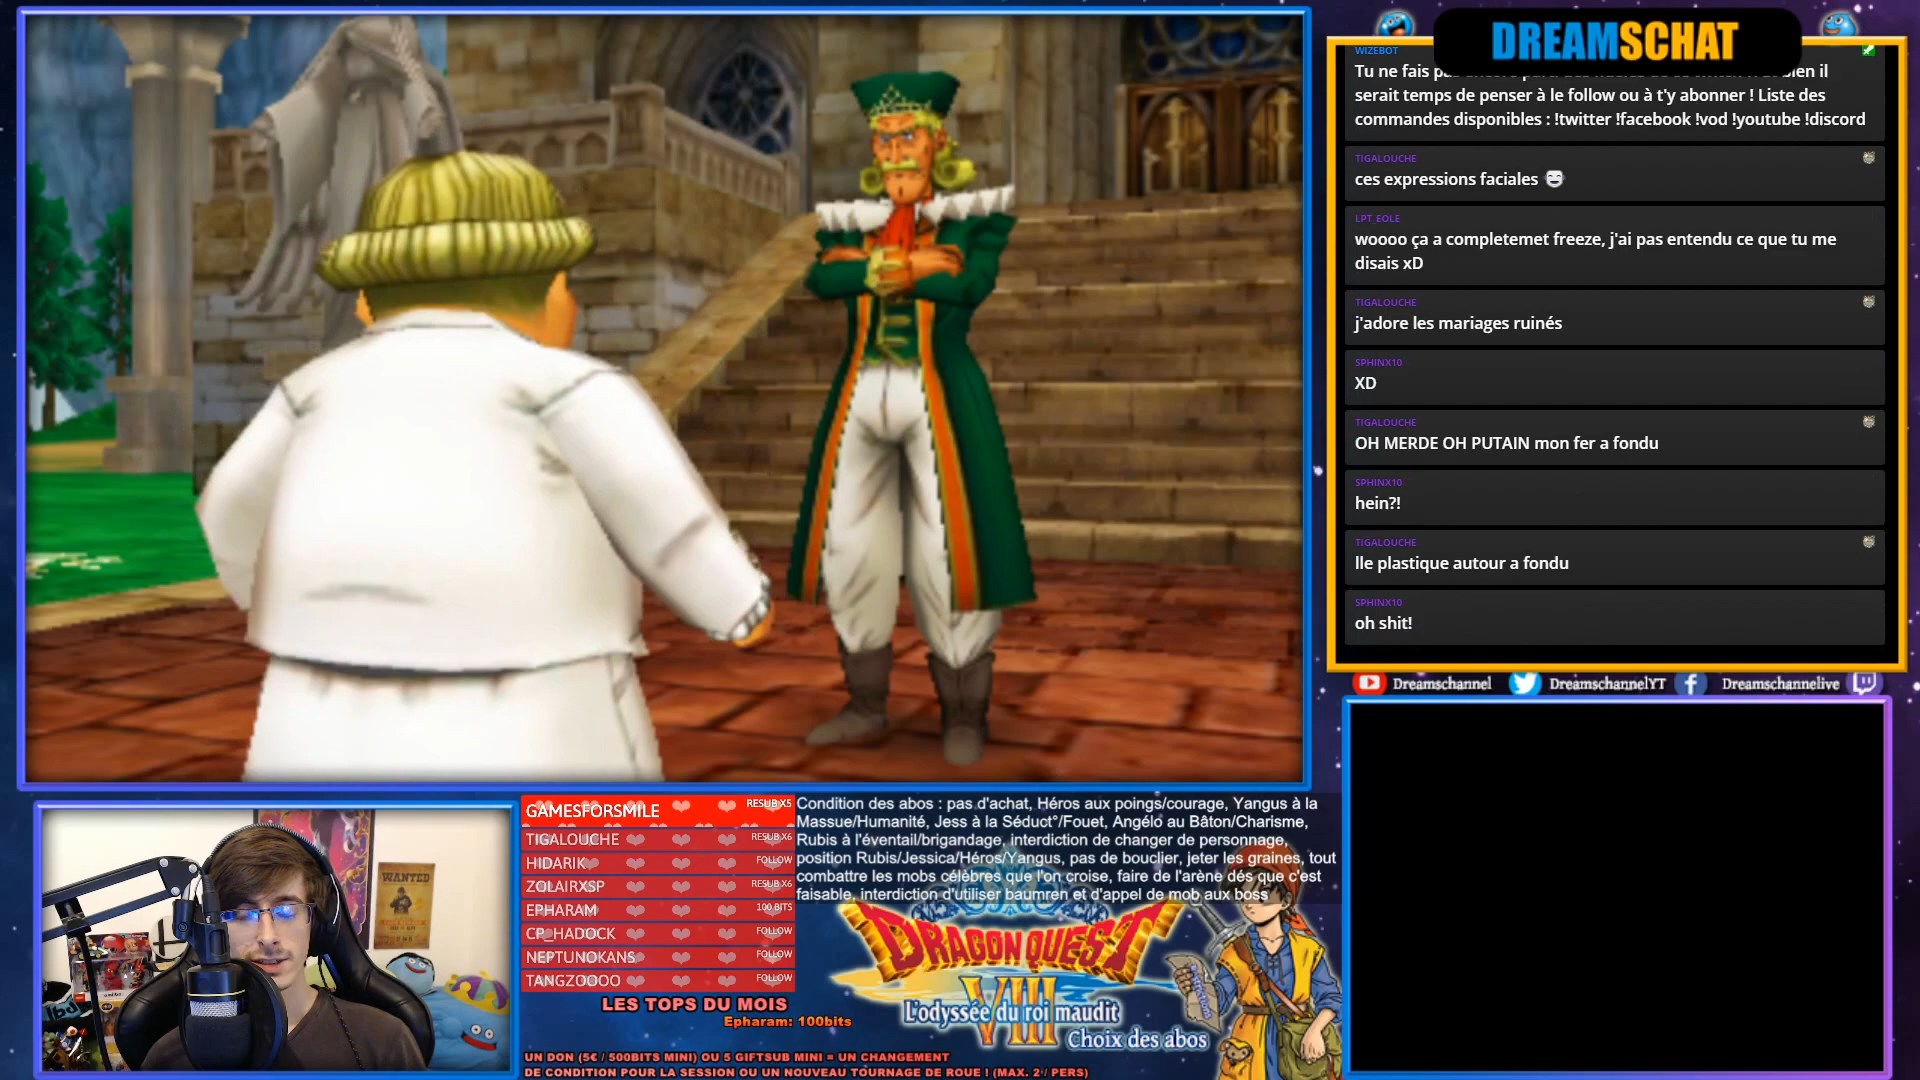 DREAMSCHAT
WIZEBOT
Tu ne fais bien il
serait temps de penser à le follow ou à t'y abonner ! Liste des
commandes disponibles : !twitter !facebook !vod !youtube !discord
TIGALOUCHE
ces expressions faciales
LPT_EOLE
woooo ça a completemet freeze, j'ai pas entendu ce que tu me
disais xD
TIGALOUCHE
j'adore les mariages ruinés
SPHINX10
XD
TIGALOUCHE
OH MERDE OH PUTAIN mon fer a fondu
SPHINX10
hein?!
TIGALOUCHE
lle plastique autour a fondu
SPHINX10
oh shit!
Dreamschannel DreamschannelYT Dreamschannelive
WANTED
GAMESFORSMILE RESUB X5
TIGALOUCHE RESUB X6
HIDARIK FOLLOW
ZOLAIRXSP RESUB X6
EPHARAM 100 BITS
CP_HADOCK FOLLOW
NEPTUNOKANS FOLLOW
TANGZOOOO FOLLOW
LES TOPS DU MOIS
Epharam: 100bits
Condition des abos : pas d'achat, Héros aux poings/courage, Yangus à la
Massue/Humanité, Jess à la Séduct°/Fouet, Angélo au Bâton/Charisme,
Rubis à l'éventail/brigandage, interdiction de changer de personnage,
position Rubis/Jessica/Héros/Yangus, pas de bouclier, jeter les graines, tout
combattre les mobs célèbres que l'on croise, faire de l'arène dés que c'est
faisable, interdiction d'utiliser baumren et d'appel de mob aux boss
DRAGON QUEST
VIII
L'odyssée du roi maudit
Choix des abos
UN DON (5€ / 500BITS MINI) OU 5 GIFTSUB MINI = UN CHANGEMENT
DE CONDITION POUR LA SESSION OU UN NOUVEAU TOURNAGE DE ROUE ! (MAX. 2 / PERS)